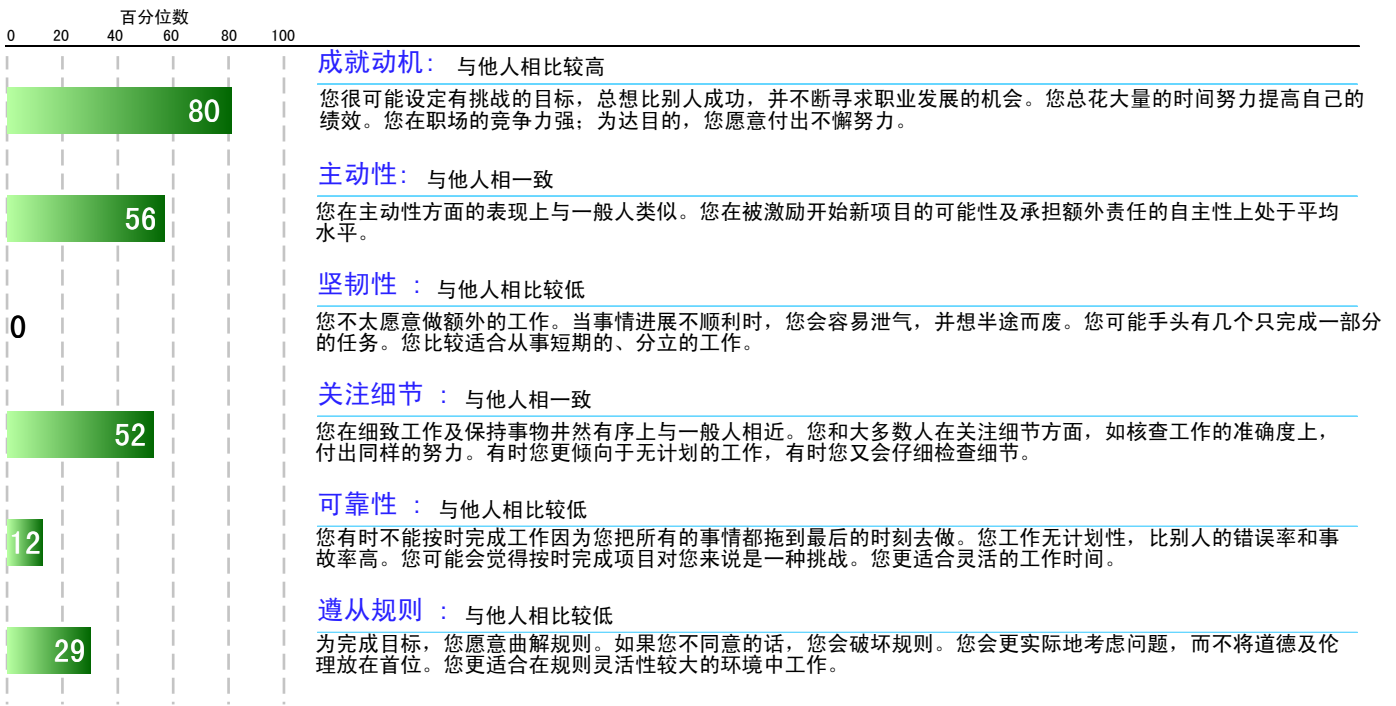 百分位数
0 20 40 60 80 100
成就动机: 与他人相比较高
80
您很可能设定有挑战的目标，总想比别人成功，并不断寻求职业发展的机会。您总花大量的时间努力提高自己的
绩效。您在职场的竞争力强；为达目的，您愿意付出不懈努力。
主动性: 与他人相一致
56
您在主动性方面的表现上与一般人类似。您在被激励开始新项目的可能性及承担额外责任的自主性上处于平均
水平。
坚韧性 : 与他人相比较低
0
您不太愿意做额外的工作。当事情进展不顺利时，您会容易泄气，并想半途而废。您可能手头有几个只完成一部分
的任务。您比较适合从事短期的、分立的工作。
关注细节 : 与他人相一致
52
您在细致工作及保持事物井然有序上与一般人相近。您和大多数人在关注细节方面，如核查工作的准确度上，
付出同样的努力。有时您更倾向于无计划的工作，有时您又会仔细检查细节。
可靠性 : 与他人相比较低
12
您有时不能按时完成工作因为您把所有的事情都拖到最后的时刻去做。您工作无计划性，比别人的错误率和事
故率高。您可能会觉得按时完成项目对您来说是一种挑战。您更适合灵活的工作时间。
遵从规则 : 与他人相比较低
29
为完成目标，您愿意曲解规则。如果您不同意的话，您会破坏规则。您会更实际地考虑问题，而不将道德及伦
理放在首位。您更适合在规则灵活性较大的环境中工作。